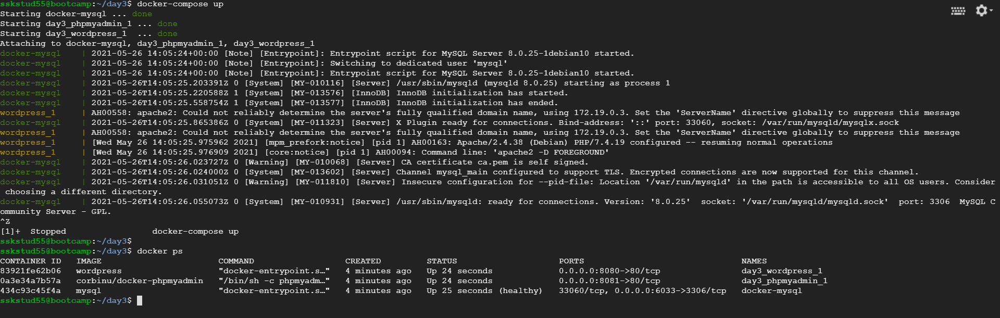 sskstud55@bootcamp:~/day3$ docker-compose up
Starting docker-mysql ... done
Starting day3_phpmyadmin_1 ... done
Starting day3_wordpress_1  ... done
Attaching to docker-mysql, day3_phpmyadmin_1, day3_wordpress_1
docker-mysql    | 2021-05-26 14:05:24+00:00 [Note] [Entrypoint]: Entrypoint script for MySQL Server 8.0.25-1debian10 started.
docker-mysql    | 2021-05-26 14:05:24+00:00 [Note] [Entrypoint]: Switching to dedicated user 'mysql'
docker-mysql    | 2021-05-26 14:05:24+00:00 [Note] [Entrypoint]: Entrypoint script for MySQL Server 8.0.25-1debian10 started.
docker-mysql    | 2021-05-26T14:05:25.203391Z 0 [System] [MY-010116] [Server] /usr/sbin/mysqld (mysqld 8.0.25) starting as process 1
docker-mysql    | 2021-05-26T14:05:25.220588Z 1 [System] [MY-013576] [InnoDB] InnoDB initialization has started.
docker-mysql    | 2021-05-26T14:05:25.558754Z 1 [System] [MY-013577] [InnoDB] InnoDB initialization has ended.
wordpress_1     | AH00558: apache2: Could not reliably determine the server's fully qualified domain name, using 172.19.0.3. Set the 'ServerName' directive globally to suppress this message
docker-mysql    | 2021-05-26T14:05:25.865386Z 0 [System] [MY-011323] [Server] X Plugin ready for connections. Bind-address: '::' port: 33060, socket: /var/run/mysqld/mysqlx.sock
wordpress_1     | AH00558: apache2: Could not reliably determine the server's fully qualified domain name, using 172.19.0.3. Set the 'ServerName' directive globally to suppress this message
wordpress_1     | [Wed May 26 14:05:25.975962 2021] [mpm_prefork:notice] [pid 1] AH00163: Apache/2.4.38 (Debian) PHP/7.4.19 configured -- resuming normal operations
wordpress_1     | [Wed May 26 14:05:25.976909 2021] [core:notice] [pid 1] AH00094: Command line: 'apache2 -D FOREGROUND'
docker-mysql    | 2021-05-26T14:05:26.023727Z 0 [Warning] [MY-010068] [Server] CA certificate ca.pem is self signed.
docker-mysql    | 2021-05-26T14:05:26.024000Z 0 [System] [MY-013602] [Server] Channel mysql_main configured to support TLS. Encrypted connections are now supported for this channel.
docker-mysql    | 2021-05-26T14:05:26.031051Z 0 [Warning] [MY-011810] [Server] Insecure configuration for --pid-file: Location '/var/run/mysqld' in the path is accessible to all OS users. Consider
 choosing a different directory.
docker-mysql    | 2021-05-26T14:05:26.055073Z 0 [System] [MY-010931] [Server] /usr/sbin/mysqld: ready for connections. Version: '8.0.25'  socket: '/var/run/mysqld/mysqld.sock'  port: 3306  MySQL C
ommunity Server - GPL.
^Z
[1]+  Stopped                 docker-compose up
sskstud55@bootcamp:~/day3$
sskstud55@bootcamp:~/day3$ docker ps
CONTAINER ID   IMAGE                       COMMAND                  CREATED         STATUS                    PORTS                               NAMES
83921fe62b06   wordpress                   "docker-entrypoint.s…"   4 minutes ago   Up 24 seconds             0.0.0.0:8080->80/tcp                day3_wordpress_1
0a3e34a7b57a   corbinu/docker-phpmyadmin   "/bin/sh -c phpmyadm…"   4 minutes ago   Up 24 seconds             0.0.0.0:8081->80/tcp                day3_phpmyadmin_1
434c93c45f4a   mysql                       "docker-entrypoint.s…"   4 minutes ago   Up 25 seconds (healthy)   33060/tcp, 0.0.0.0:6033->3306/tcp   docker-mysql
sskstud55@bootcamp:~/day3$